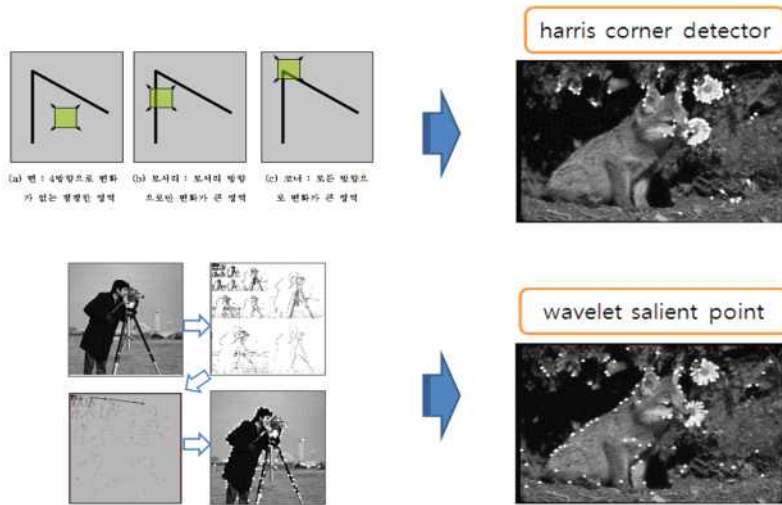 harris corner detector
(a) 면 : 4방향으로 변화
가 없는 평평한 영역
(b) 모서리 : 모서리 방향
으로만 변화가 큰 영역
(c) 코너 : 모든 방향으
로 변화가 큰 영역
wavelet salient point